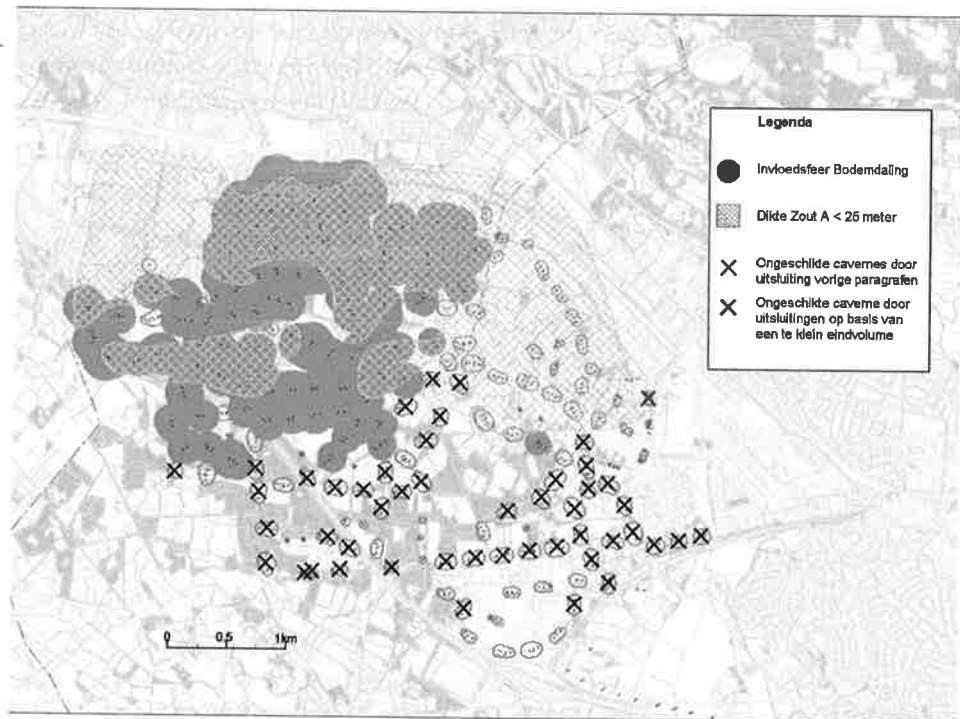 Legenda
Invloedsfeer Bodemdaling
Dikte Zout A < 25 meter
Ongeschikte cavernes door
uitsluiting vorige paragrafen
Ongeschikte caverne door
uitsluitingen op basis van
een te klein eindvolume
0 0,5 1km